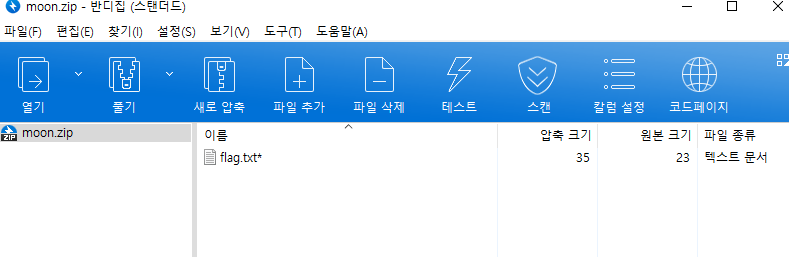 moon.zip - 반디집 (스탠더드)
파일(F) 편집(E) 찾기(I) 설정(S) 보기(V) 도구(T) 도움말(A)
열기 풀기 새로 압축 파일 추가 파일 삭제 테스트 스캔 칼럼 설정 코드페이지
moon.zip
ZIP
이름 압축 크기 원본 크기 파일 종류
flag.txt* 35 23 텍스트 문서